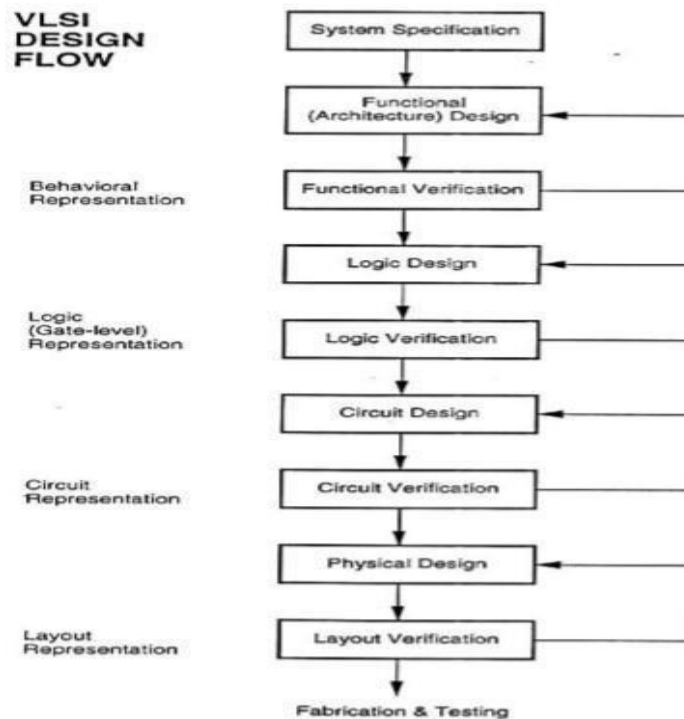 VLSI
DESIGN
FLOW
System Specification
Functional
(Architecture) Design
Behavioral
Representation
Functional Verification
Logic Design
Logic
(Gate-level)
Representation
Logic Verification
Circuit Design
Circuit
Representation
Circuit Verification
Physical Design
Layout
Representation
Layout Verification
Fabrication & Testing